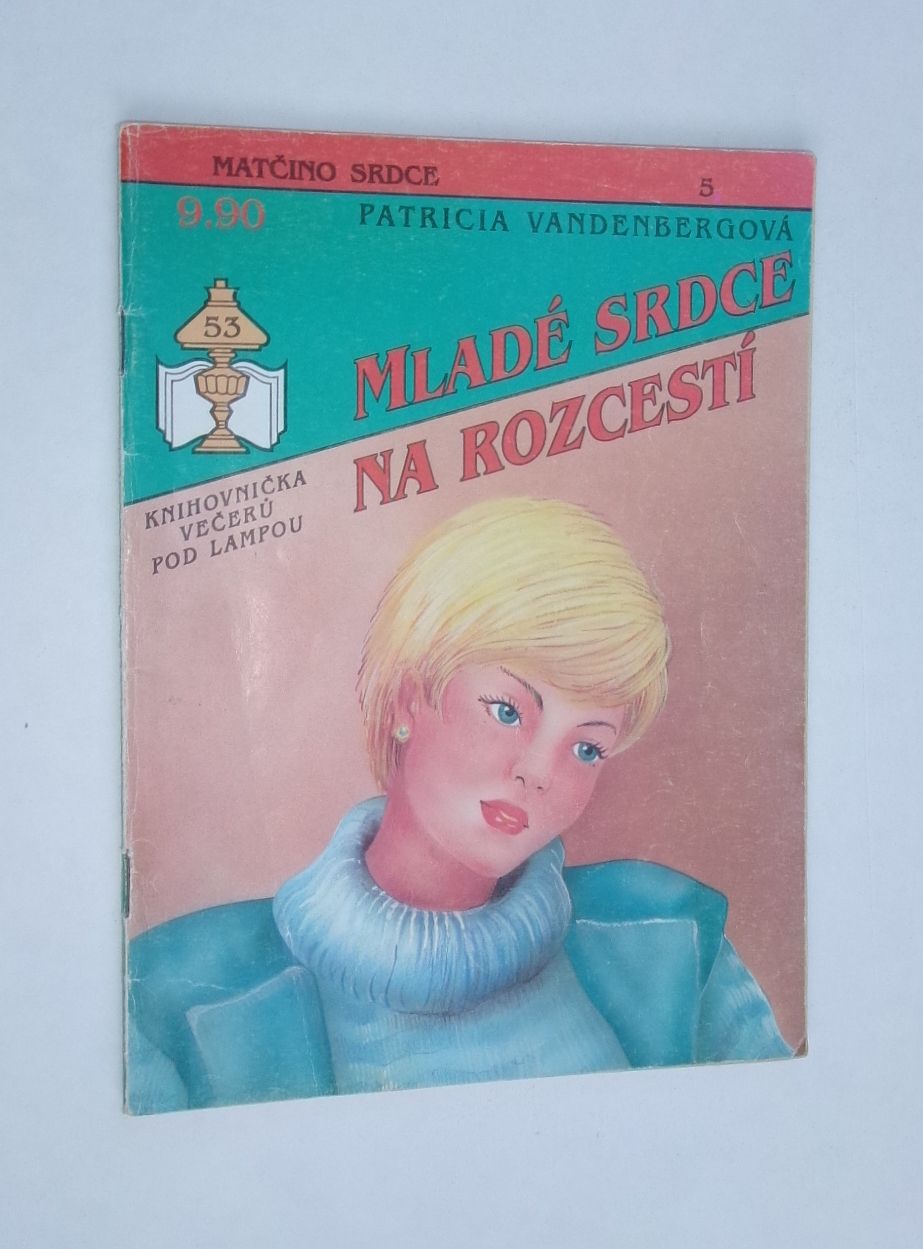 MATČINO SRDCE 5
9.90 PATRICIA VANDENBERGOVÁ
MLADÉ SRDCE
NA ROZCESTÍ
53
KNIHOVNIČKA
VEČERŮ
POD LAMPOU